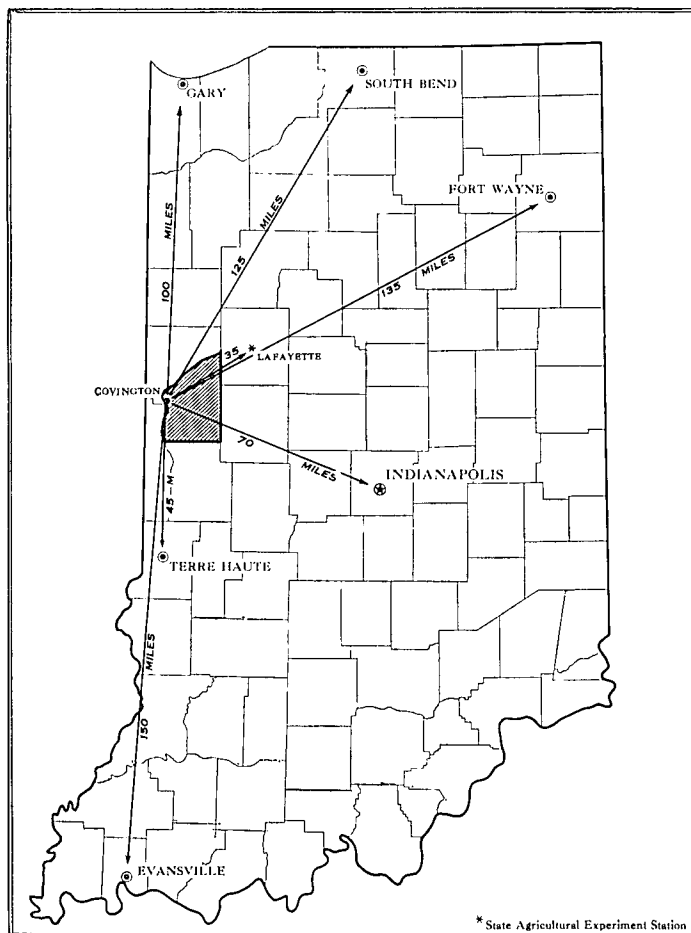 GARY
SOUTH BEND
FORT WAYNE
100 MILES
125 MILES
135 MILES
35
* LAFAYETTE
COVINGTON
70 MILES
INDIANAPOLIS
45-M
TERRE HAUTE
150 MILES
EVANSVILLE
* State Agricultural Experiment Station